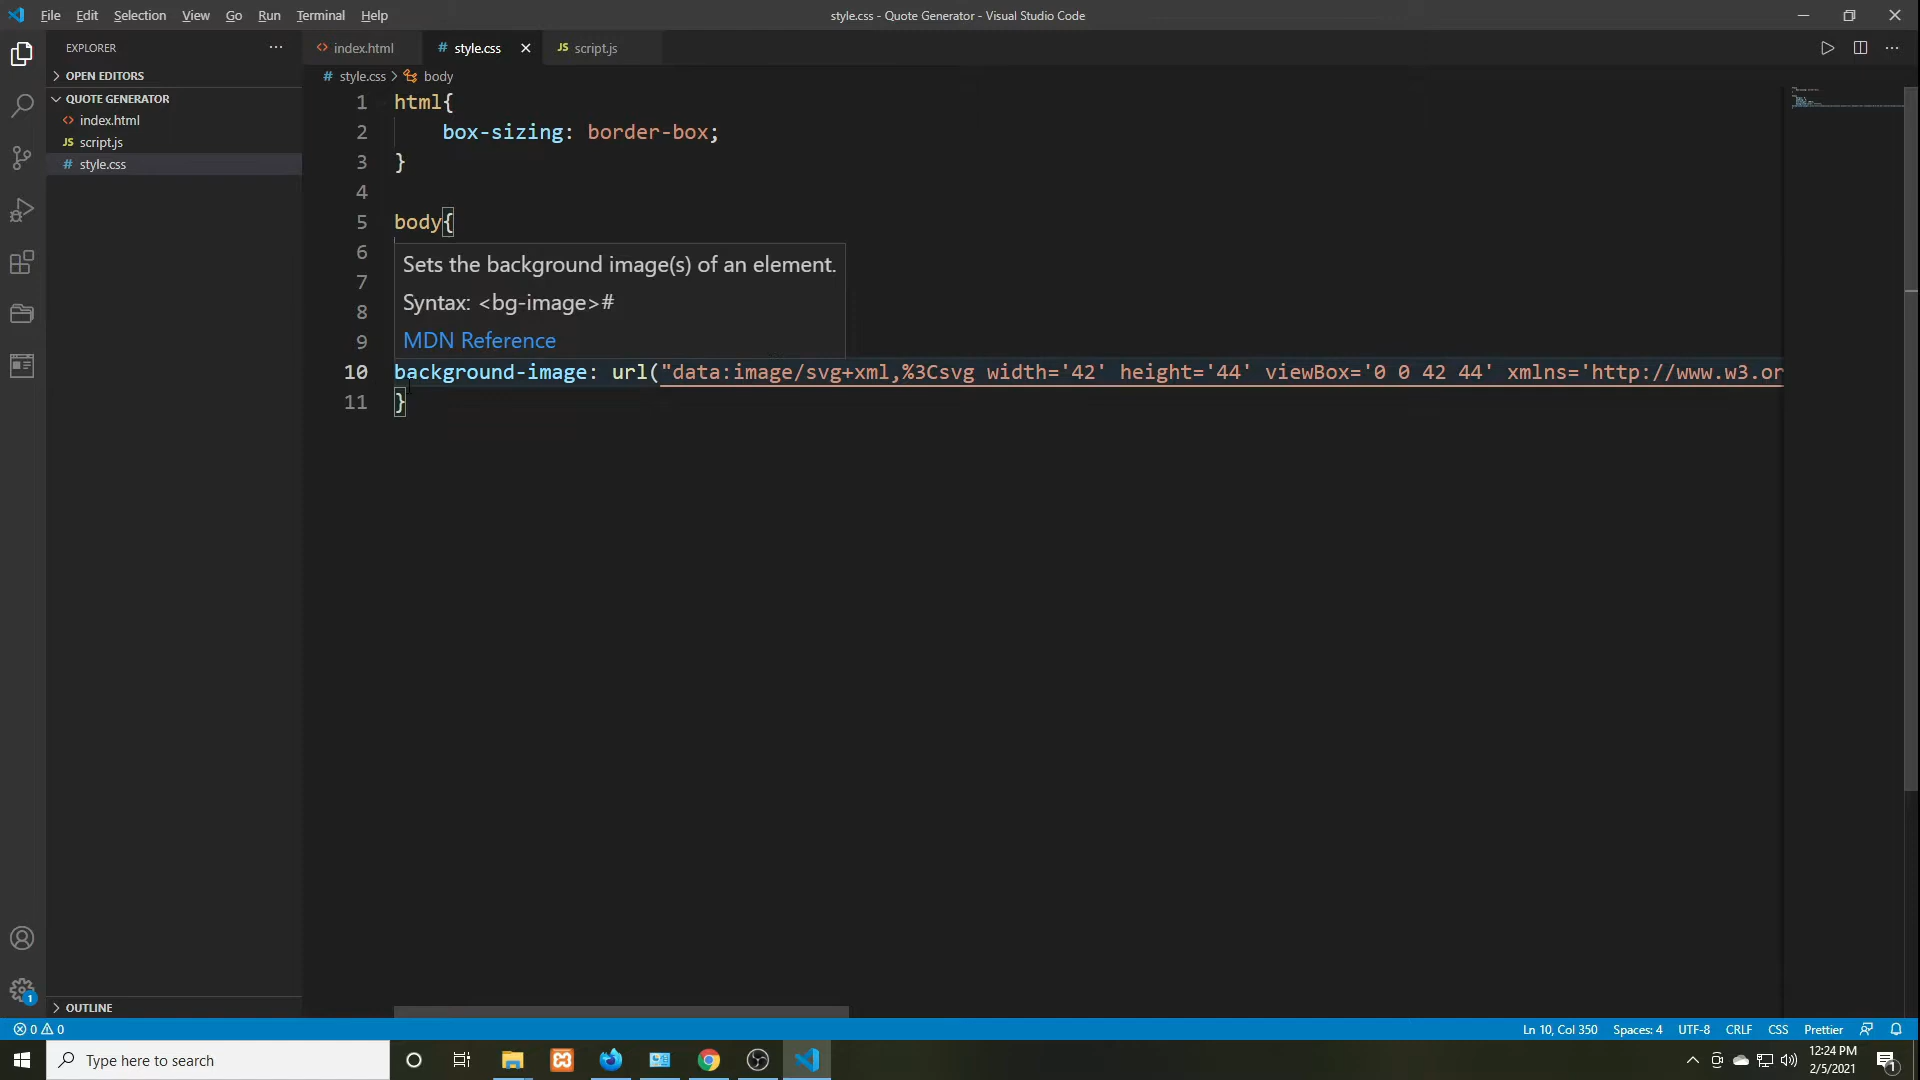 File Edit Selection View Go Run Terminal Help
style.css - Quote Generator - Visual Studio Code
EXPLORER
index.html
# style.css
JS script.js
OPEN EDITORS
# style.css > body
QUOTE GENERATOR
index.html
JS script.js
# style.css
1 html{
2 box-sizing: border-box;
3 }
4
5 body{
6
7
8
9
Sets the background image(s) of an element.
Syntax: <bg-image>#
MDN Reference
10 background-image: url("data:image/svg+xml,%3Csvg width='42' height='44' viewBox='0 0 42 44' xmlns='http://www.w3.or
11 }
1
OUTLINE
0 0
Ln 10, Col 350 Spaces: 4 UTF-8 CRLF CSS Prettier
Type here to search
12:24 PM
2/5/2021
1